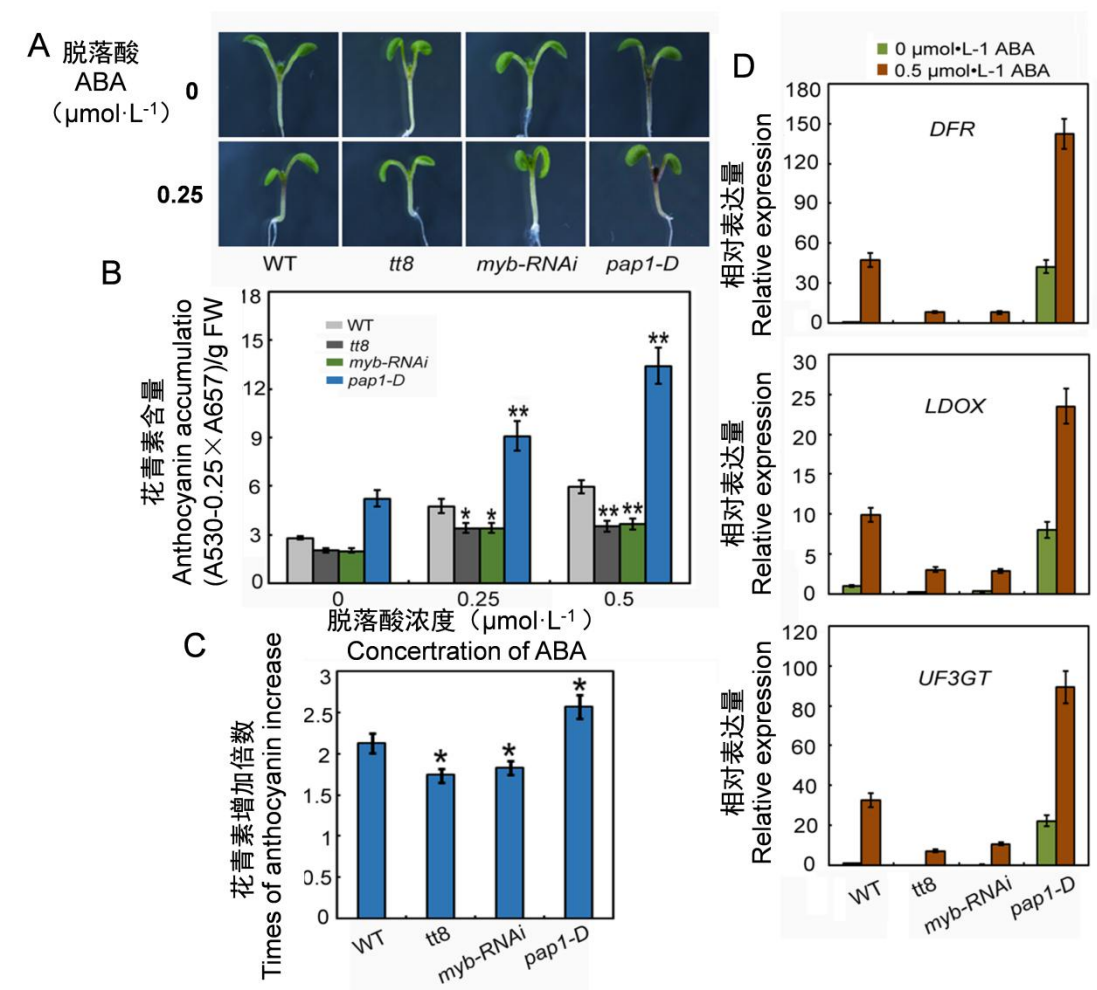 A
脱落酸
ABA
（μmol·L-1）
0
0.25
WT
tt8
myb-RNAi
pap1-D
B
花青素含量
Anthocyanin accumulatio
(A530-0.25×A657)/g FW
18
15
12
9
6
3
0
WT
tt8
myb-RNAi
pap1-D
*
*
**
**
**
**
0
0.25
0.5
脱落酸浓度（μmol·L-1）
Concertration of ABA
C
花青素增加倍数
Times of anthocyanin increase
3
2.5
2
1.5
1
0.5
0
*
*
*
WT
tt8
myb-RNAi
pap1-D
D
0 μmol•L-1 ABA
0.5 μmol•L-1 ABA
相对表达量
Relative expression
180
150
120
90
60
30
0
DFR
相对表达量
Relative expression
30
25
20
15
10
5
0
LDOX
相对表达量
Relative expression
120
100
80
60
40
20
0
UF3GT
WT
tt8
myb-RNAi
pap1-D